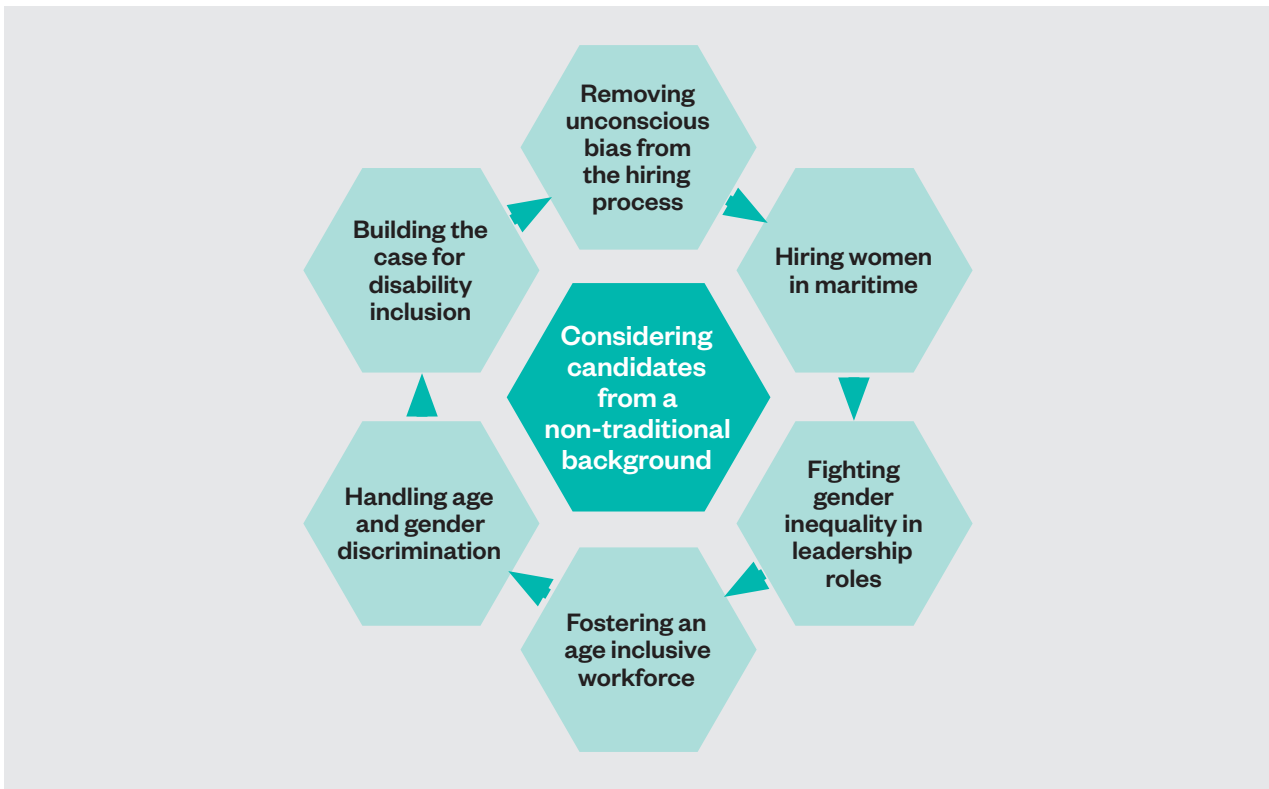 Removing
unconscious
bias from
the hiring
process
Hiring women
in maritime
Fighting
gender
inequality in
leadership
roles
Fostering an
age inclusive
workforce
Handling age
and gender
discrimination
Building the
case for
disability
inclusion
Considering
candidates
from a
non-traditional
background